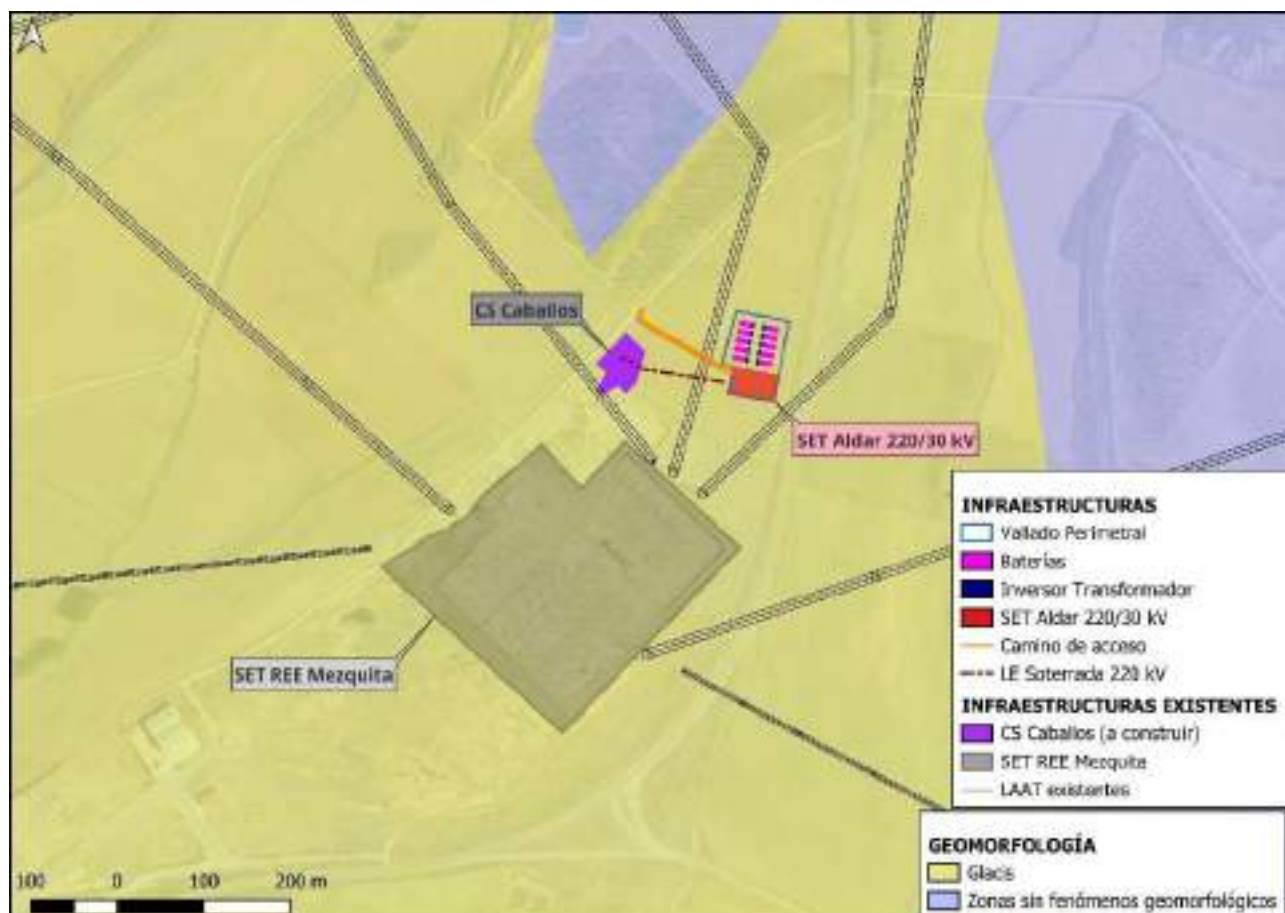 CS Caballos
SET Aldar 220/30 kV
SET REE Mezquita
INFRAESTRUCTURAS
Vallado Perimetral
Baterías
Inversor Transformador
SET Aldar 220/30 kV
Camino de acceso
LE Soterrada 220 kV
INFRAESTRUCTURAS EXISTENTES
CS Caballos (a construir)
SET REE Mezquita
LAAT existentes
GEOMORFOLOGÍA
Glacis
Zonas sin fenómenos geomorfológicos
100 0 100 200 m